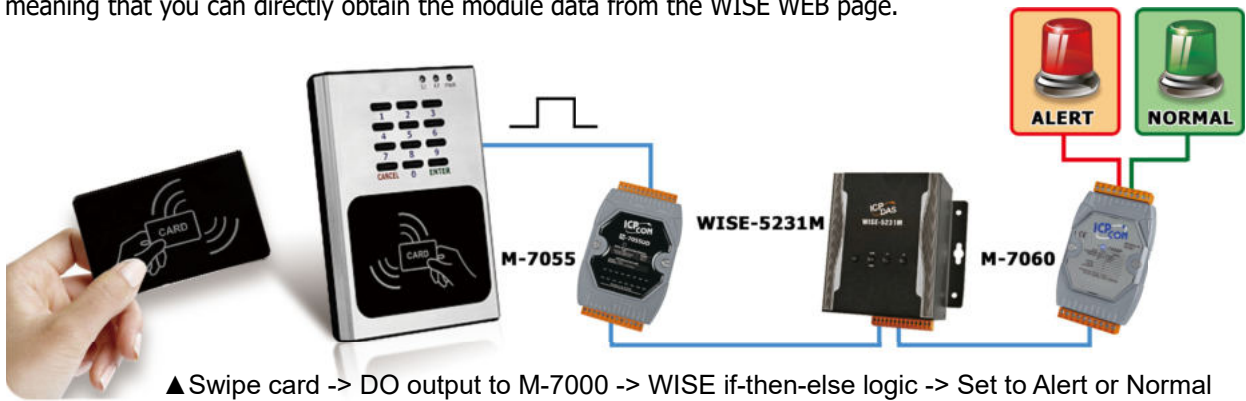 meaning that you can directly obtain the module data from the WISE WEB page.
ALERT
NORMAL
1 2 3
4 5 6
7 8 9
CANCEL 0 ENTER
CARD
CARD
ICP CON
M-7055
WISE-5231M
ICP DAS
WISE-5231M
M-7060
ICP CON
▲Swipe card -> DO output to M-7000 -> WISE if-then-else logic -> Set to Alert or Normal